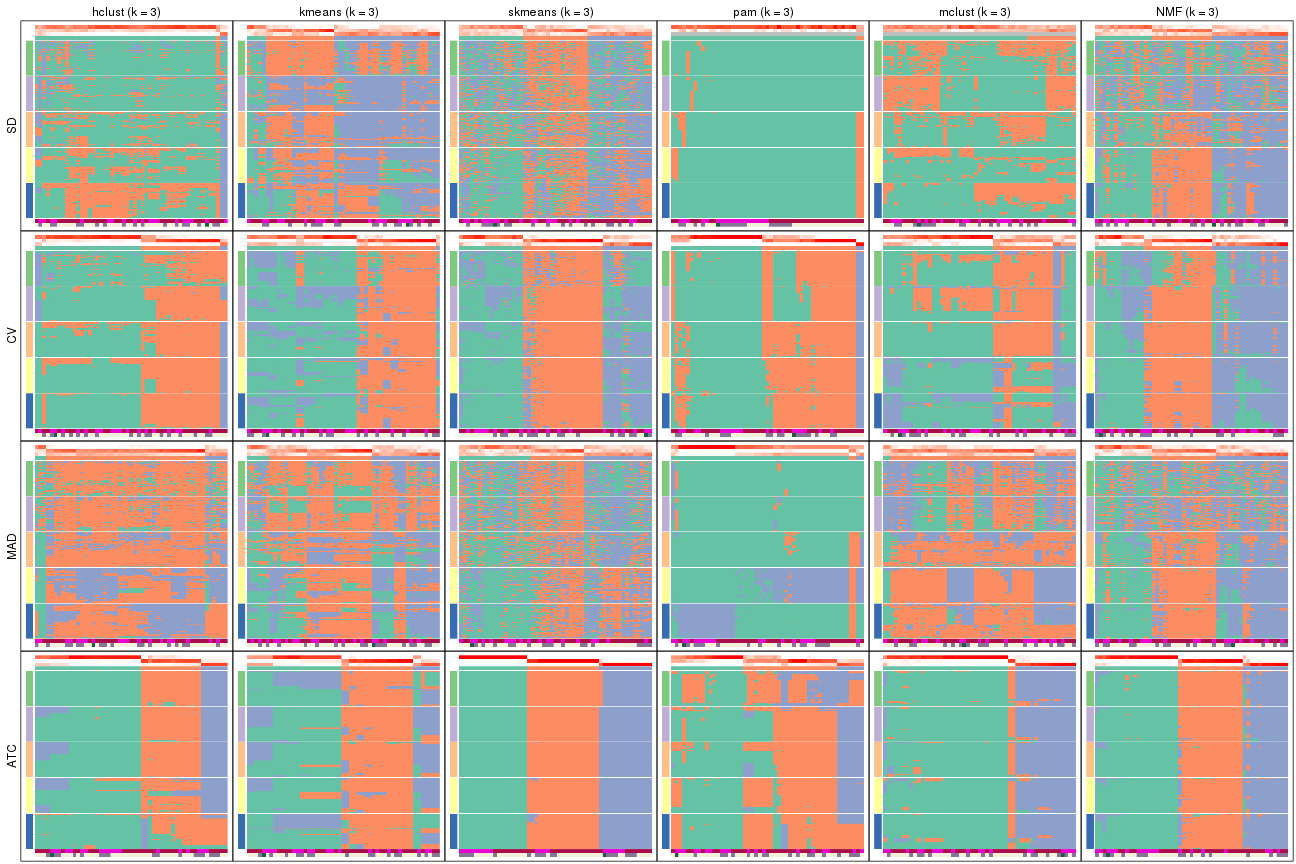 hclust (k = 3)
kmeans (k = 3)
skmeans (k = 3)
pam (k = 3)
mclust (k = 3)
NMF (k = 3)
SD
CV
MAD
ATC